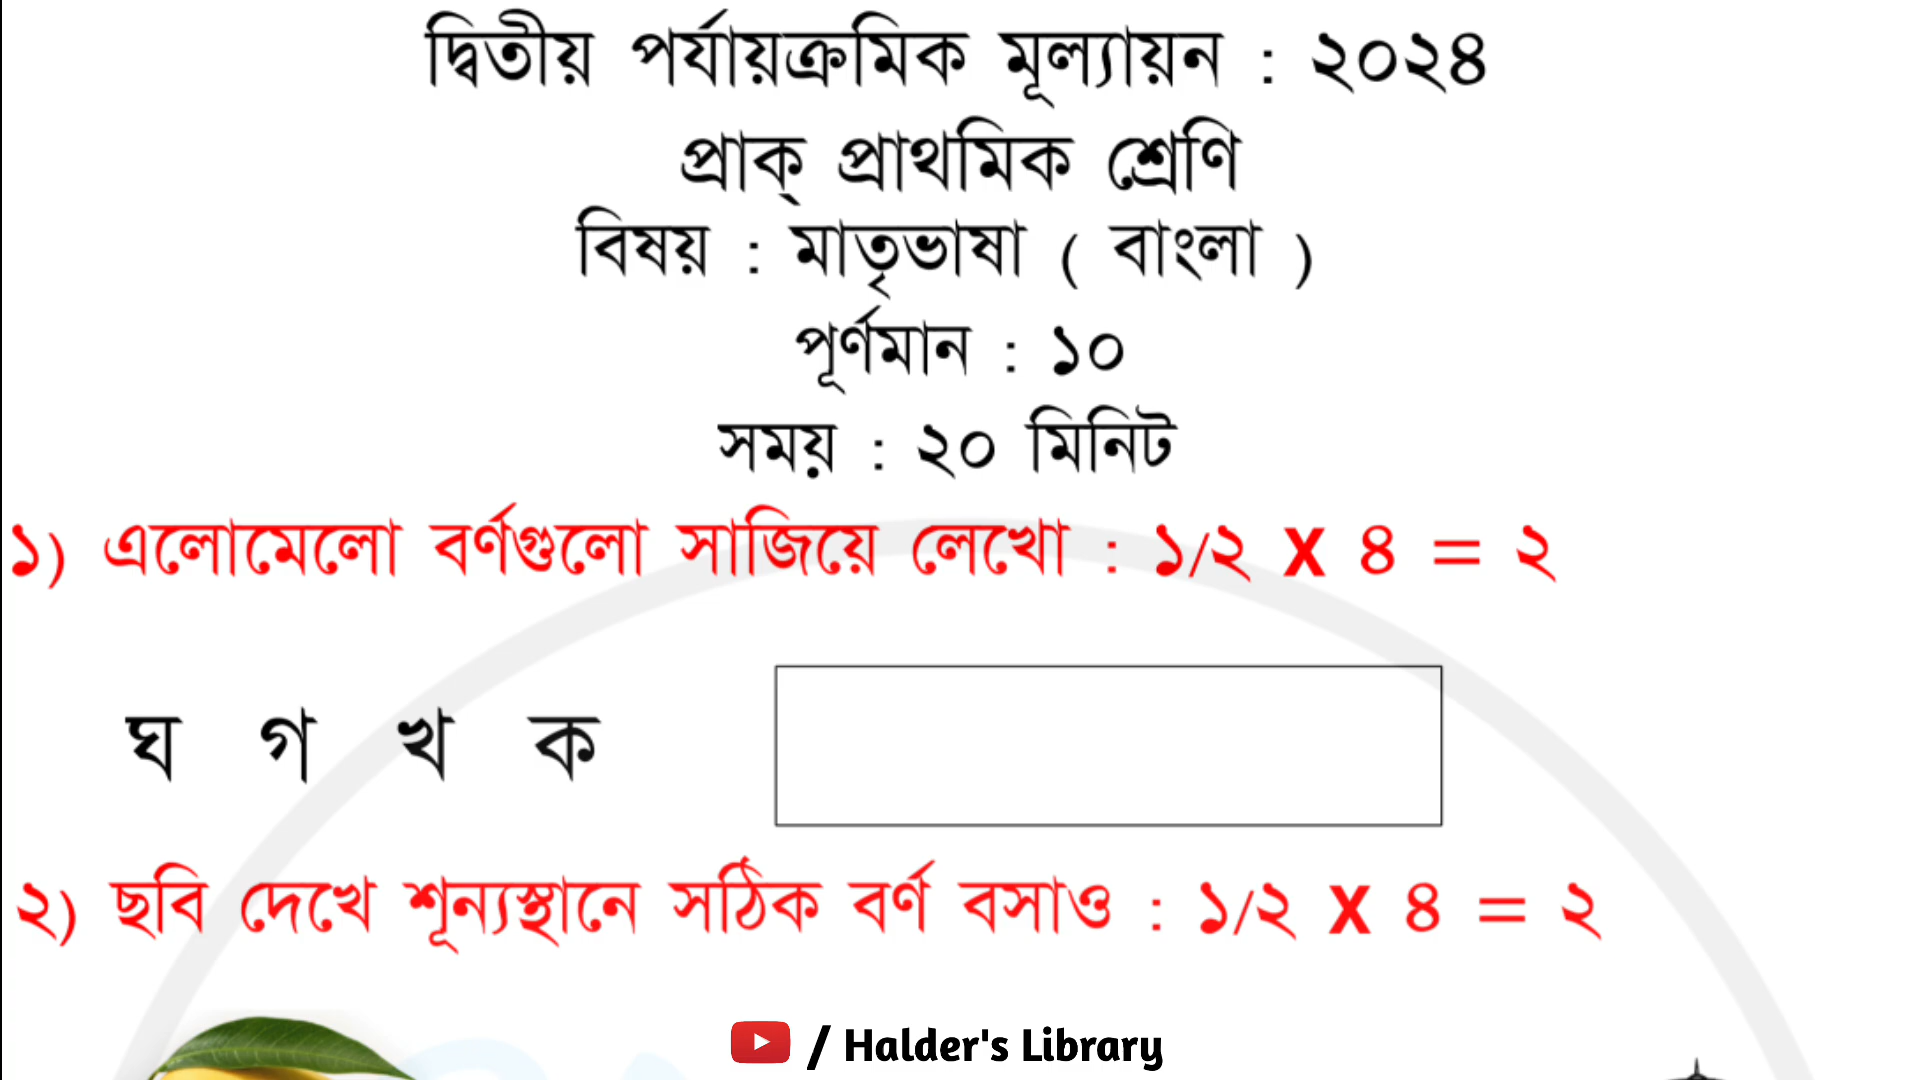 দ্বিতীয় পর্যায়ক্রমিক মূল্যায়ন : ২০২৪
প্রাক্ প্রাথমিক শ্রেণি
বিষয় : মাতৃভাষা ( বাংলা )
পূর্ণমান : ১০
সময় : ২০ মিনিট
১) এলোমেলো বর্ণগুলো সাজিয়ে লেখো : ১/২ X ৪ = ২
ঘ গ খ ক
২) ছবি দেখে শূন্যস্থানে সঠিক বর্ণ বসাও : ১/২ X ৪ = ২
/ Halder's Library